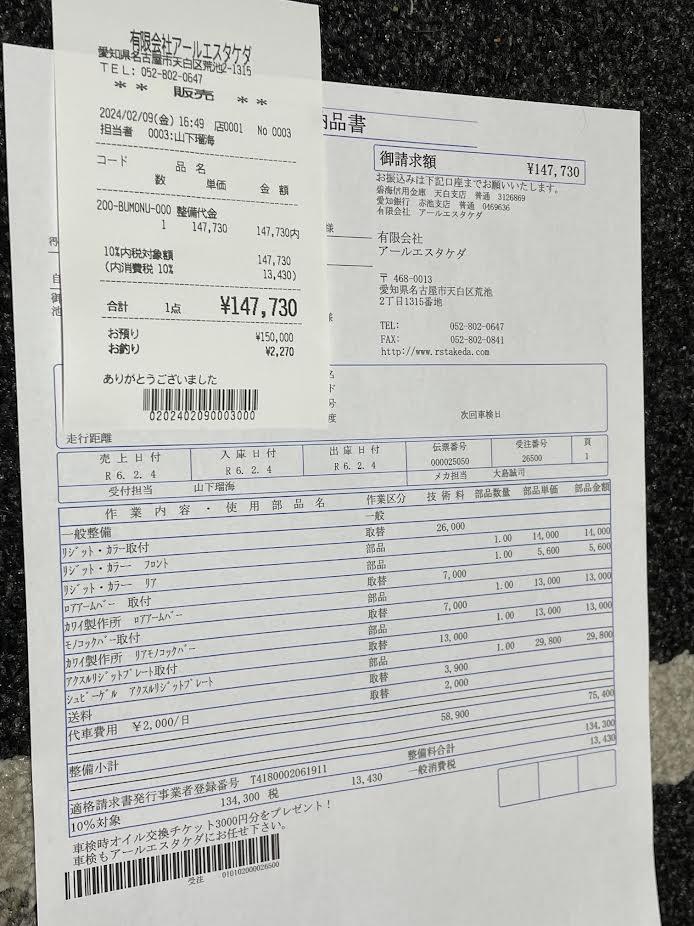 有限会社アールエスタケダ
愛知県名古屋市天白区荒池2-1315
TEL: 052-802-0647
** 販売 **
2024/02/09(金) 16:49 店0001 No 0003
担当者 0003:山下瑠海
コード 品名
数 単価 金額
200-BUMONU-000 整備代金
1 147,730 147,730内
10%内税対象額 147,730
(内消費税 10% 13,430)
合計 1点 ¥147,730
お預り ¥150,000
お釣り ¥2,270
ありがとうございました
0202402090003000
品書
御請求額 ¥147,730
お振込みは下記口座までお願いいたします。
碧海信用金庫 天白支店 普通 3126869
愛知銀行 赤池支店 普通 0469636
有限会社 アールエスタケダ
様
有限会社
アールエスタケダ
〒 468-0013
愛知県名古屋市天白区荒池
2丁目1315番地
TEL: 052-802-0647
FAX: 052-802-0841
http://www.rstakeda.com
自
御
池
様
名
ド
号
度
次回車検日
走行距離
売上日付 入庫日付 出庫日付 伝票番号 受注番号 頁
R 6. 2. 4 R 6. 2. 4 R 6. 2. 4 000025050 26500 1
受付担当 山下瑠海 メカ担当 大島誠司
作業内容・使用部品名 作業区分 技術料 部品数量 部品単価 部品金額
一般整備 一般
リジット・カラー取付 取替 26,000
リジット・カラー フロント 部品 1.00 14,000 14,000
リジット・カラー リア 部品 1.00 5,600 5,600
ロアアームバー 取付 取替 7,000
カワイ製作所 ロアアームバー 部品 1.00 13,000 13,000
モノコックバー取付 取替 7,000
カワイ製作所 リアモノコックバー 部品 1.00 13,000 13,000
アクスルリジットプレート取付 取替 13,000
シュピーゲル アクスルリジットプレート 部品 1.00 29,800 29,800
送料 取替 3,900
代車費用 ¥2,000/日 取替 2,000
整備小計 58,900 75,400
整備料合計 134,300
適格請求書発行事業者登録番号 T4180002061911 一般消費税 13,430
10%対象 134,300 税 13,430
車検時オイル交換チケット3000円分をプレゼント!
車検もアールエスタケダにお任せ下さい。
受注 010102000026500